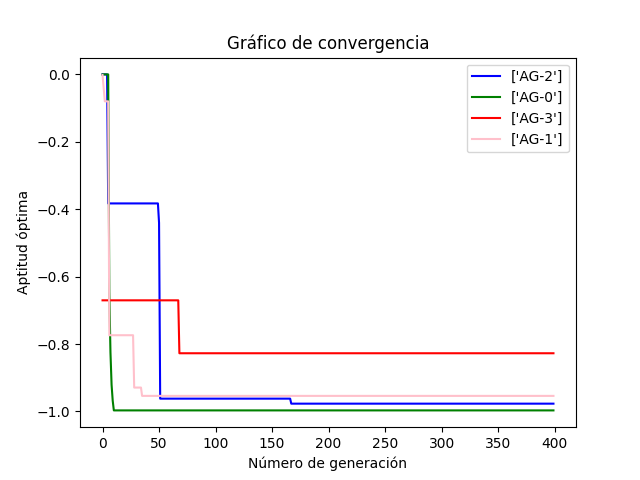 Gráfico de convergencia
['AG-2']
['AG-0']
['AG-3']
['AG-1']
Aptitud óptima
0.0
−0.2
−0.4
−0.6
−0.8
−1.0
0 50 100 150 200 250 300 350 400
Número de generación